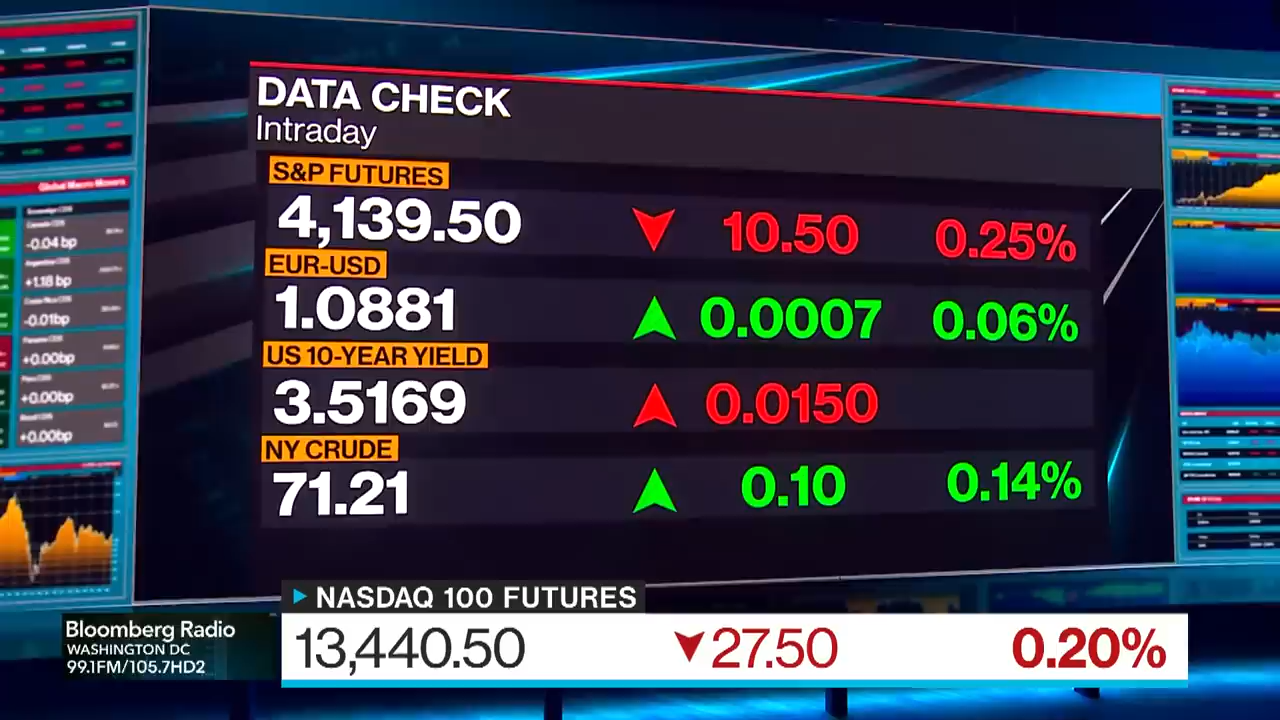 DATA CHECK
Intraday
S&P FUTURES
4,139.50 10.50 0.25%
EUR-USD
1.0881 0.0007 0.06%
US 10-YEAR YIELD
3.5169 0.0150
NY CRUDE
71.21 0.10 0.14%
Global Macro Movers
-0.04 bp
+1.18 bp
-0.01bp
+0.00bp
+0.00bp
+0.00bp
NASDAQ 100 FUTURES
13,440.50 27.50 0.20%
Bloomberg Radio
WASHINGTON DC
99.1FM/105.7HD2